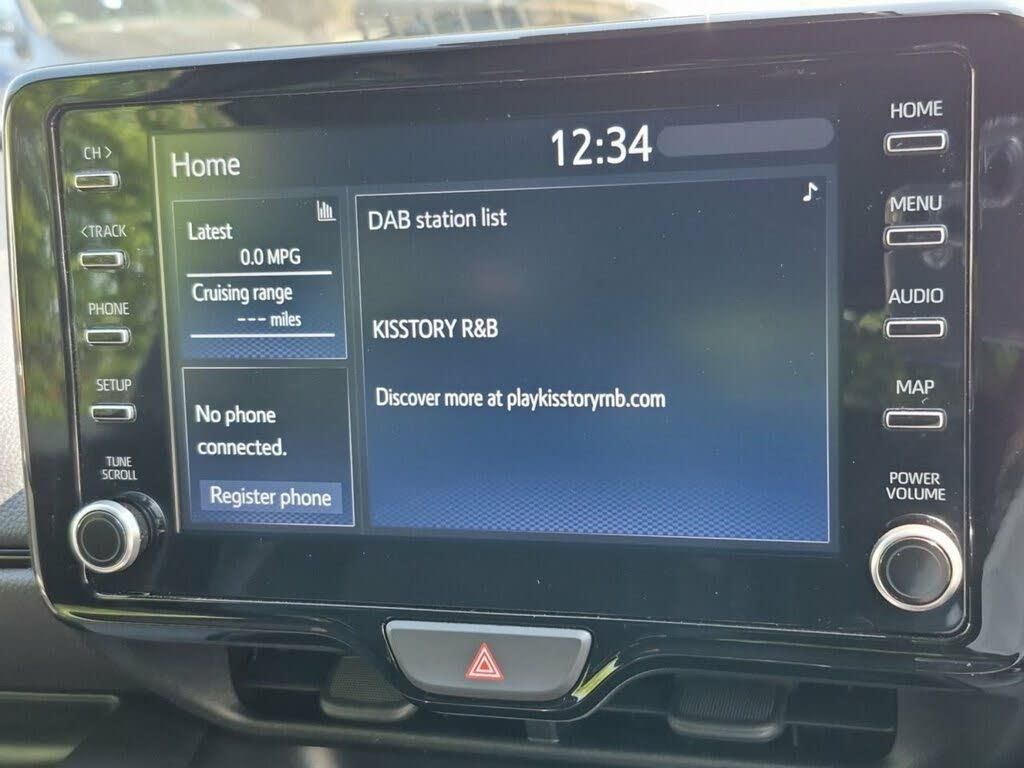 CH>
<TRACK
PHONE
SETUP
TUNE
SCROLL
Home
12:34
Latest
0.0 MPG
Cruising range
--- miles
No phone
connected.
Register phone
DAB station list
KISSTORY R&B
Discover more at playkisstoryrnb.com
HOME
MENU
AUDIO
MAP
POWER
VOLUME